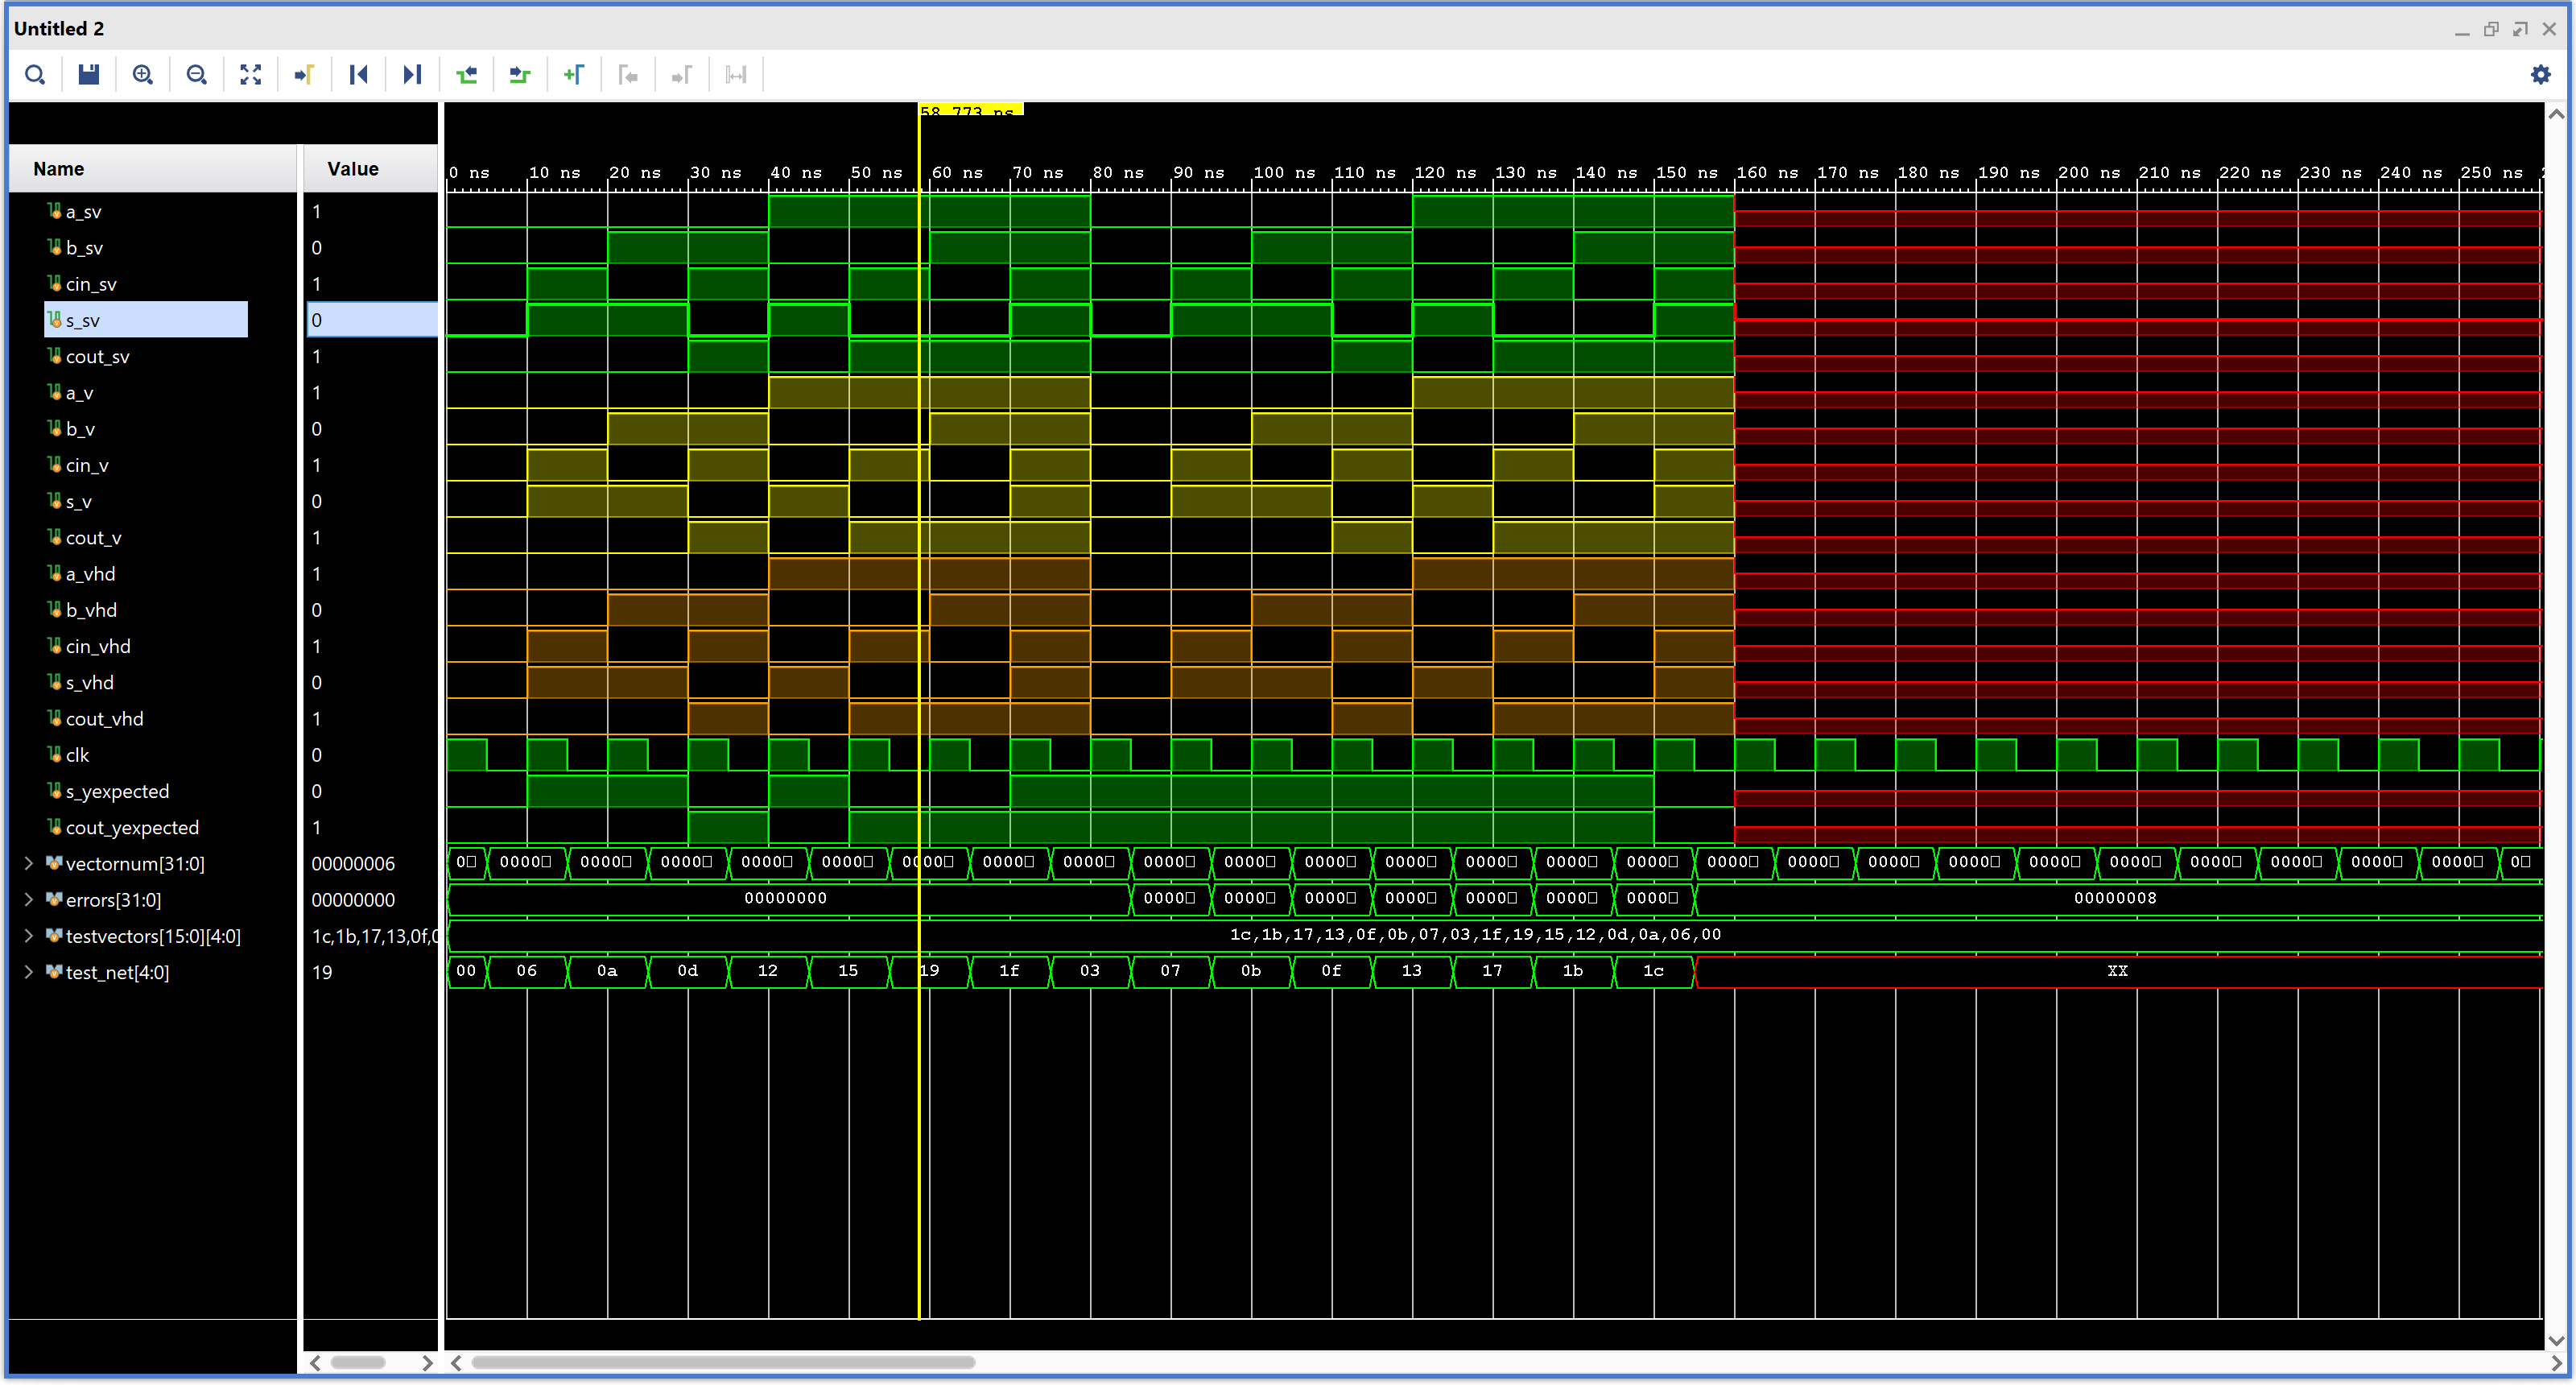 Untitled 2
58.773 ns
Name Value
0 ns 10 ns 20 ns 30 ns 40 ns 50 ns 60 ns 70 ns 80 ns 90 ns 100 ns 110 ns 120 ns 130 ns 140 ns 150 ns 160 ns 170 ns 180 ns 190 ns 200 ns 210 ns 220 ns 230 ns 240 ns 250 ns
a_sv 1
b_sv 0
cin_sv 1
s_sv 0
cout_sv 1
a_v 1
b_v 0
cin_v 1
s_v 0
cout_v 1
a_vhd 1
b_vhd 0
cin_vhd 1
s_vhd 0
cout_vhd 1
clk 0
s_yexpected 0
cout_yexpected 1
vectornum[31:0] 00000006 0□ 0000□ 0000□ 0000□ 0000□ 0000□ 0000□ 0000□ 0000□ 0000□ 0000□ 0000□ 0000□ 0000□ 0000□ 0000□ 0000□ 0000□ 0000□ 0000□ 0000□ 0000□ 0000□ 0000□ 0000□ 0000□ 0□
errors[31:0] 00000000 00000000 0000□ 0000□ 0000□ 0000□ 0000□ 0000□ 0000□ 00000008
testvectors[15:0][4:0] 1c,1b,17,13,0f,0 1c,1b,17,13,0f,0b,07,03,1f,19,15,12,0d,0a,06,00
test_net[4:0] 19 00 06 0a 0d 12 15 19 1f 03 07 0b 0f 13 17 1b 1c XX